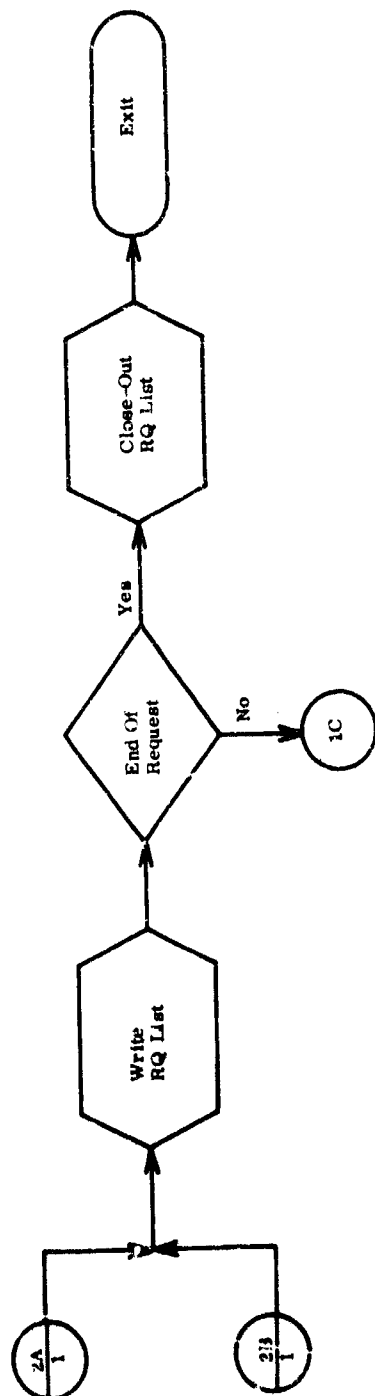 2A
1
2B
1
Write
RQ List
End Of
Request
Yes
No
1C
Close-Out
RQ List
Exit